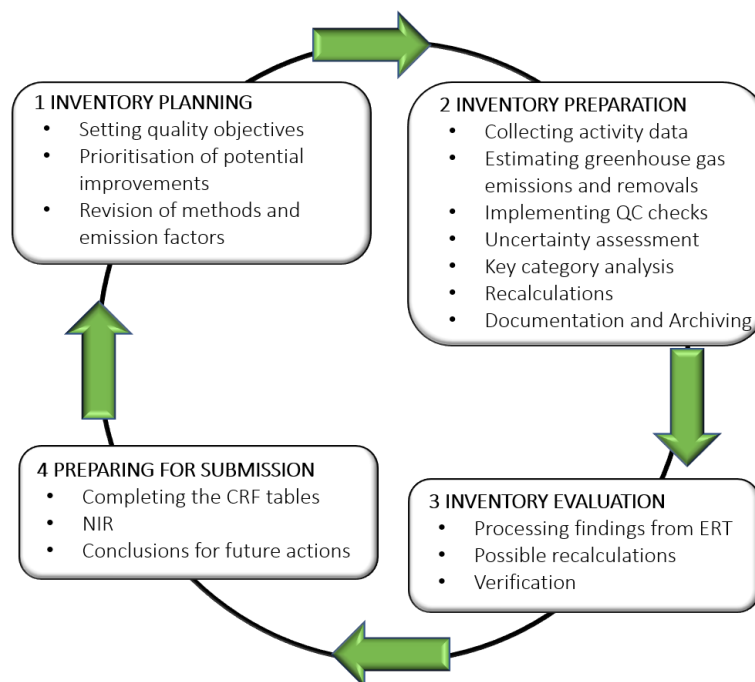 1 INVENTORY PLANNING
• Setting quality objectives
• Prioritisation of potential
improvements
• Revision of methods and
emission factors
2 INVENTORY PREPARATION
• Collecting activity data
• Estimating greenhouse gas
emissions and removals
• Implementing QC checks
• Uncertainty assessment
• Key category analysis
• Recalculations
• Documentation and Archiving
3 INVENTORY EVALUATION
• Processing findings from ERT
• Possible recalculations
• Verification
4 PREPARING FOR SUBMISSION
• Completing the CRF tables
• NIR
• Conclusions for future actions